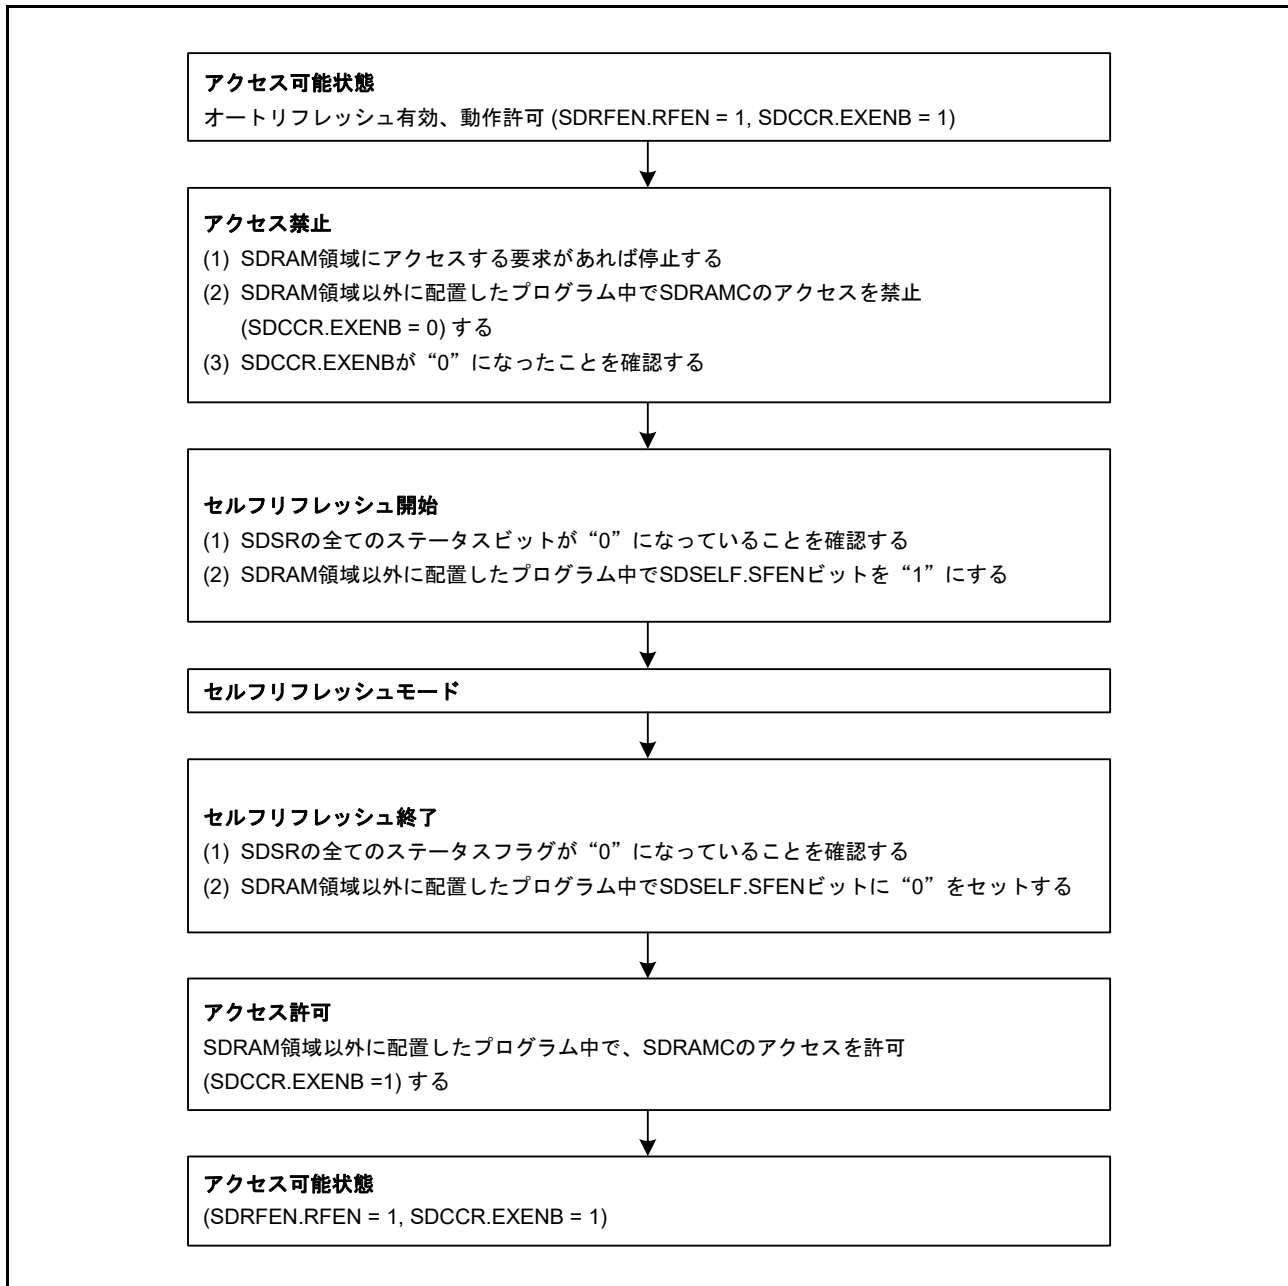 アクセス可能状態
オートリフレッシュ有効、動作許可 (SDRFEN.RFEN = 1, SDCCR.EXENB = 1)
アクセス禁止
(1) SDRAM領域にアクセスする要求があれば停止する
(2) SDRAM領域以外に配置したプログラム中でSDRAMCのアクセスを禁止
(SDCCR.EXENB = 0) する
(3) SDCCR.EXENBが“0”になったことを確認する
セルフリフレッシュ開始
(1) SDSRの全てのステータスビットが“0”になっていることを確認する
(2) SDRAM領域以外に配置したプログラム中でSDSELF.SFENビットを“1”にする
セルフリフレッシュモード
セルフリフレッシュ終了
(1) SDSRの全てのステータスフラグが“0”になっていることを確認する
(2) SDRAM領域以外に配置したプログラム中でSDSELF.SFENビットに“0”をセットする
アクセス許可
SDRAM領域以外に配置したプログラム中で、SDRAMCのアクセスを許可
(SDCCR.EXENB =1) する
アクセス可能状態
(SDRFEN.RFEN = 1, SDCCR.EXENB = 1)